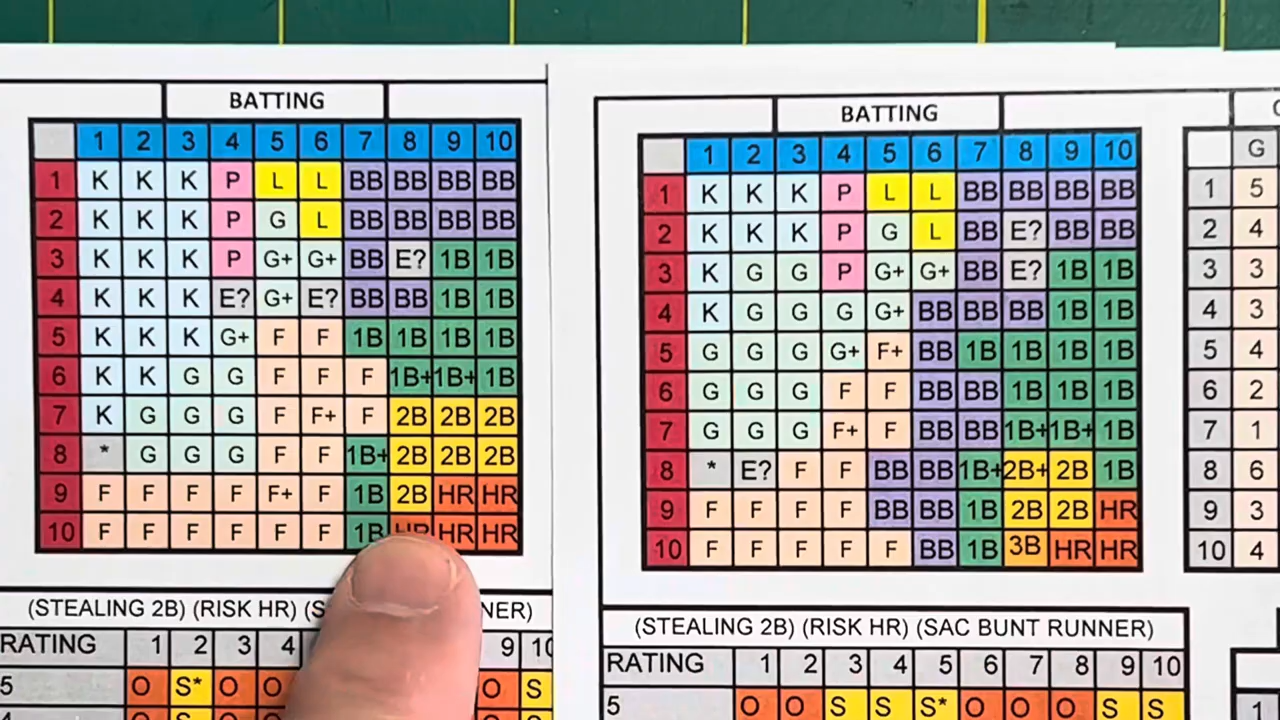 BATTING
1 2 3 4 5 6 7 8 9 10
1 K K K P L L BB BB BB BB
2 K K K P G L BB BB BB BB
3 K K K P G+ G+ BB E? 1B 1B
4 K K K E? G+ E? BB BB 1B 1B
5 K K K G+ F F 1B 1B 1B 1B
6 K K G G F F F 1B+ 1B+ 1B
7 K G G G F F+ F 2B 2B 2B
8 * G G G F F 1B+ 2B 2B 2B
9 F F F F F+ F 1B 2B HR HR
10 F F F F F F 1B HR HR HR
(STEALING 2B) (RISK HR) (S NER)
RATING 1 2 3 4 9 10
5 O S* O O O S
BATTING
1 2 3 4 5 6 7 8 9 10
1 K K K P L L BB BB BB BB
2 K K K P G L BB E? BB BB
3 K G G P G+ G+ BB E? 1B 1B
4 K G G G G+ BB BB BB 1B 1B
5 G G G G+ F+ BB 1B 1B 1B 1B
6 G G G F F BB BB 1B 1B 1B
7 G G G F+ F BB BB 1B+ 1B+ 1B
8 * E? F F BB BB 1B+ 2B+ 2B 1B
9 F F F F BB BB 1B 2B 2B HR
10 F F F F F BB 1B 3B HR HR
(STEALING 2B) (RISK HR) (SAC BUNT RUNNER)
RATING 1 2 3 4 5 6 7 8 9 10
5 O O S S S* O O O S S
G
1 5
2 4
3 3
4 3
5 4
6 2
7 1
8 6
9 3
10 4
1